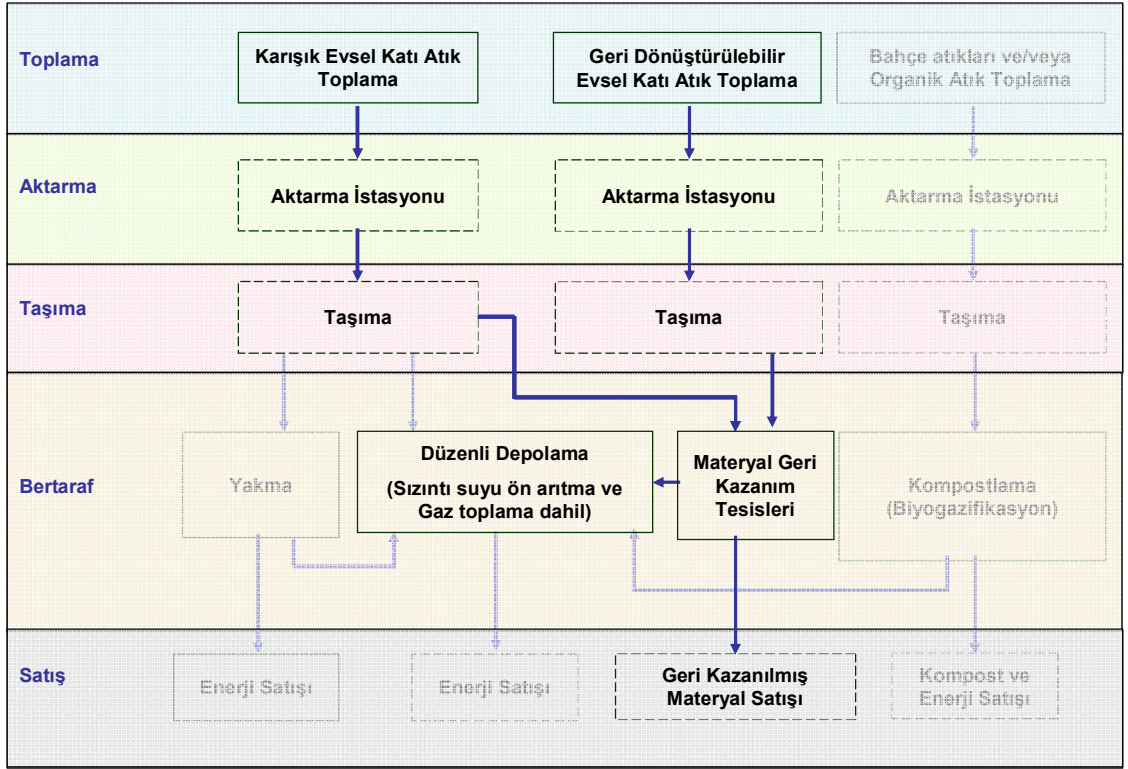 Toplama
Karışık Evsel Katı Atık
Toplama
Geri Dönüştürülebilir
Evsel Katı Atık Toplama
Bahçe atıkları ve/veya
Organik Atık Toplama
Aktarma
Aktarma İstasyonu
Aktarma İstasyonu
Aktarma İstasyonu
Taşıma
Taşıma
Taşıma
Taşıma
Bertaraf
Yakma
Düzenli Depolama
(Sızıntı suyu ön arıtma ve
Gaz toplama dahil)
Materyal Geri
Kazanım
Tesisleri
Kompostlama
(Biyogazifikasyon)
Satış
Enerji Satışı
Enerji Satışı
Geri Kazanılmış
Materyal Satışı
Kompost ve
Enerji Satışı